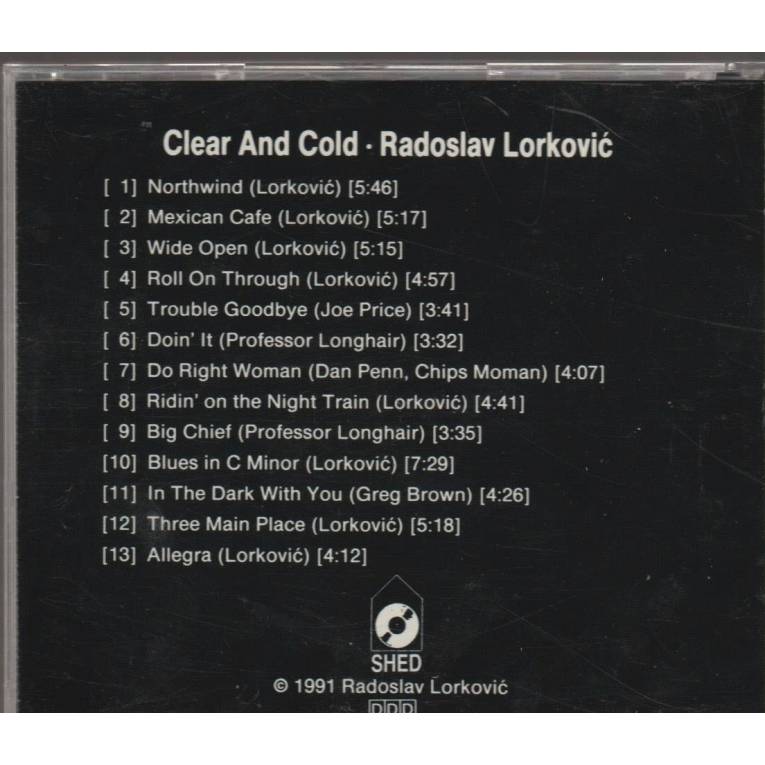 Clear And Cold · Radoslav Lorković
[ 1] Northwind (Lorković) [5:46]
[ 2] Mexican Cafe (Lorković) [5:17]
[ 3] Wide Open (Lorković) [5:15]
[ 4] Roll On Through (Lorković) [4:57]
[ 5] Trouble Goodbye (Joe Price) [3:41]
[ 6] Doin' It (Professor Longhair) [3:32]
[ 7] Do Right Woman (Dan Penn, Chips Moman) [4:07]
[ 8] Ridin' on the Night Train (Lorković) [4:41]
[ 9] Big Chief (Professor Longhair) [3:35]
[10] Blues in C Minor (Lorković) [7:29]
[11] In The Dark With You (Greg Brown) [4:26]
[12] Three Main Place (Lorković) [5:18]
[13] Allegra (Lorković) [4:12]
SHED
© 1991 Radoslav Lorković
DDD